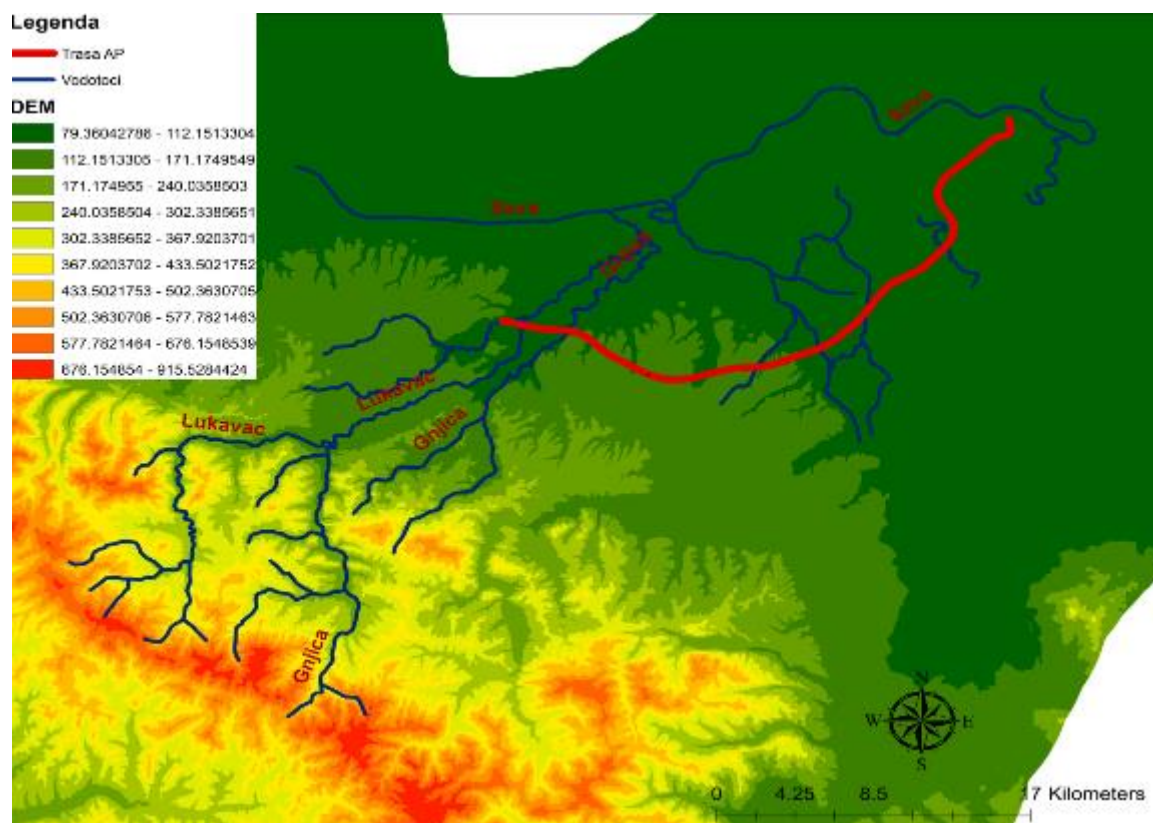 Legenda
Trasa AP
Vodotoci
DEM
79.36042786 - 112.1513304
112.1513305 - 171.1749549
171.174955 - 240.0358503
240.0358504 - 302.3385651
302.3385652 - 367.9203701
367.9203702 - 433.5021752
433.5021753 - 502.3630705
502.3630706 - 577.7821463
577.7821464 - 676.1548539
676.154854 - 915.5284424
Sava
Sava
Lukavac
Lukavac
Gnjica
Gnjica
N
W
E
S
0 4.25 8.5 17 Kilometers